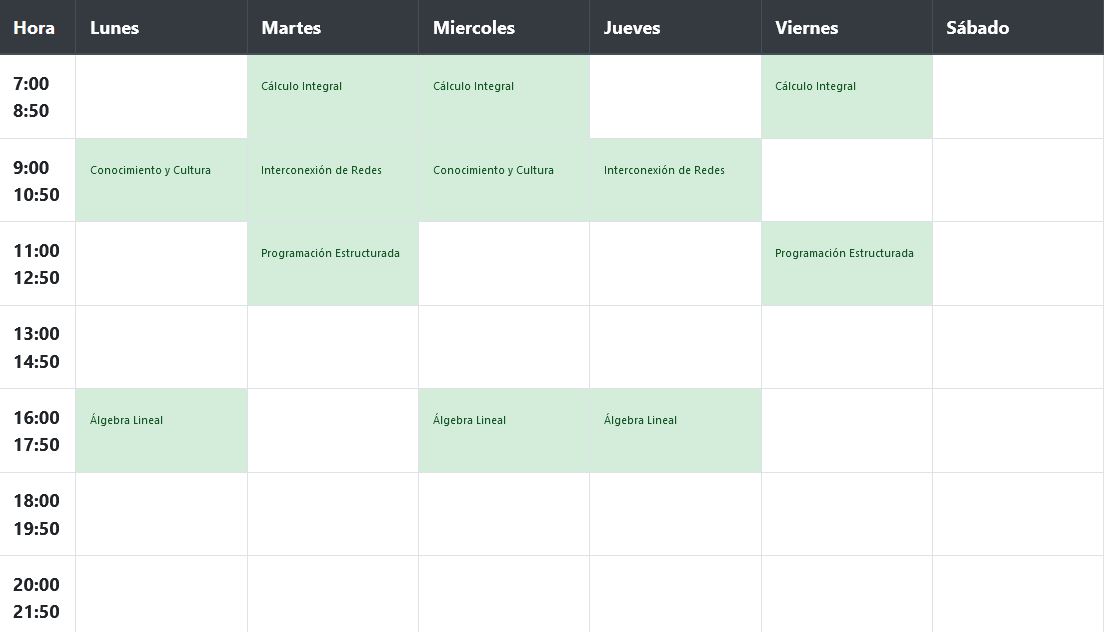 Hora Lunes Martes Miercoles Jueves Viernes Sábado
7:00 Cálculo Integral Cálculo Integral Cálculo Integral
8:50
9:00 Conocimiento y Cultura Interconexión de Redes Conocimiento y Cultura Interconexión de Redes
10:50
11:00 Programación Estructurada Programación Estructurada
12:50
13:00
14:50
16:00 Álgebra Lineal Álgebra Lineal Álgebra Lineal
17:50
18:00
19:50
20:00
21:50